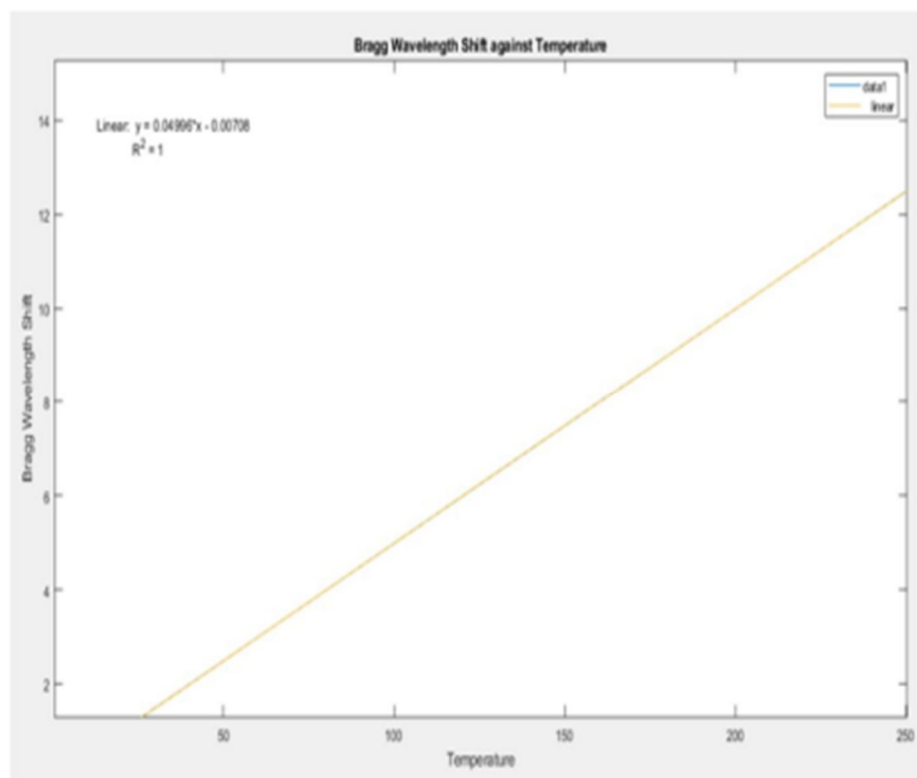 Bragg Wavelength Shift against Temperature
data1
linear
Linear: y = 0.04996*x - 0.00708
R² = 1
14
12
10
8
6
4
2
Bragg Wavelength Shift
50 100 150 200 250
Temperature